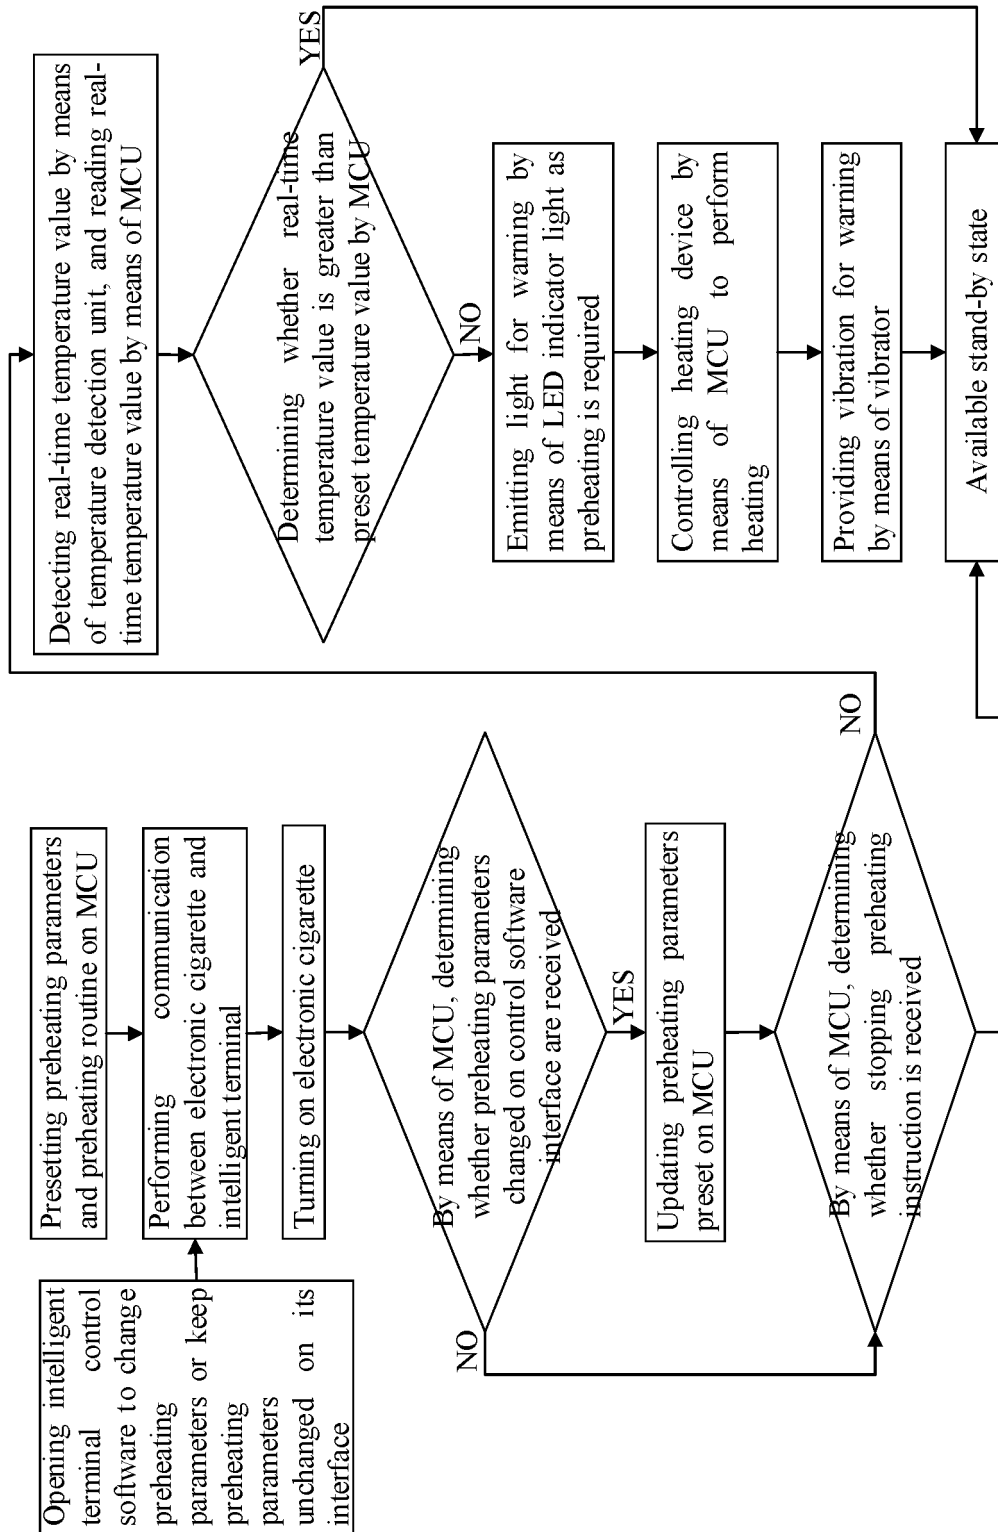 Opening intelligent
terminal control
software to change
preheating
parameters or keep
preheating
parameters
unchanged on its
interface
Presetting preheating parameters
and preheating routine on MCU
Performing communication
between electronic cigarette and
intelligent terminal
Turning on electronic cigarette
By means of MCU, determining
whether preheating parameters
changed on control software
interface are received
NO
YES
Updating preheating parameters
preset on MCU
By means of MCU, determining
whether stopping preheating
instruction is received
NO
Detecting real-time temperature value by means
of temperature detection unit, and reading real-
time temperature value by means of MCU
Determining whether real-time
temperature value is greater than
preset temperature value by MCU
YES
NO
Emitting light for warning by
means of LED indicator light as
preheating is required
Controlling heating device by
means of MCU to perform
heating
Providing vibration for warning
by means of vibrator
Available stand-by state